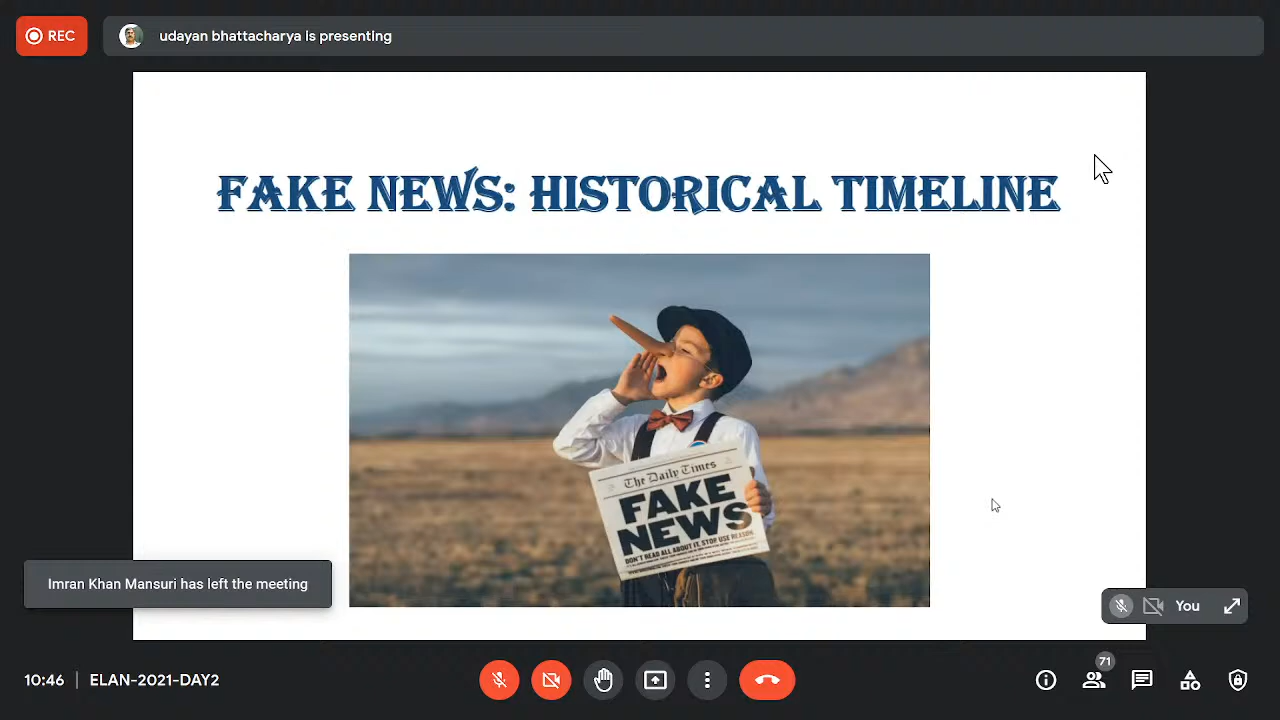 REC
udayan bhattacharya is presenting
FAKE NEWS: HISTORICAL TIMELINE
The Daily Times
FAKE
NEWS
DON'T READ ALL ABOUT IT, STOP USE REASON
Imran Khan Mansuri has left the meeting
You
71
10:46 | ELAN-2021-DAY2